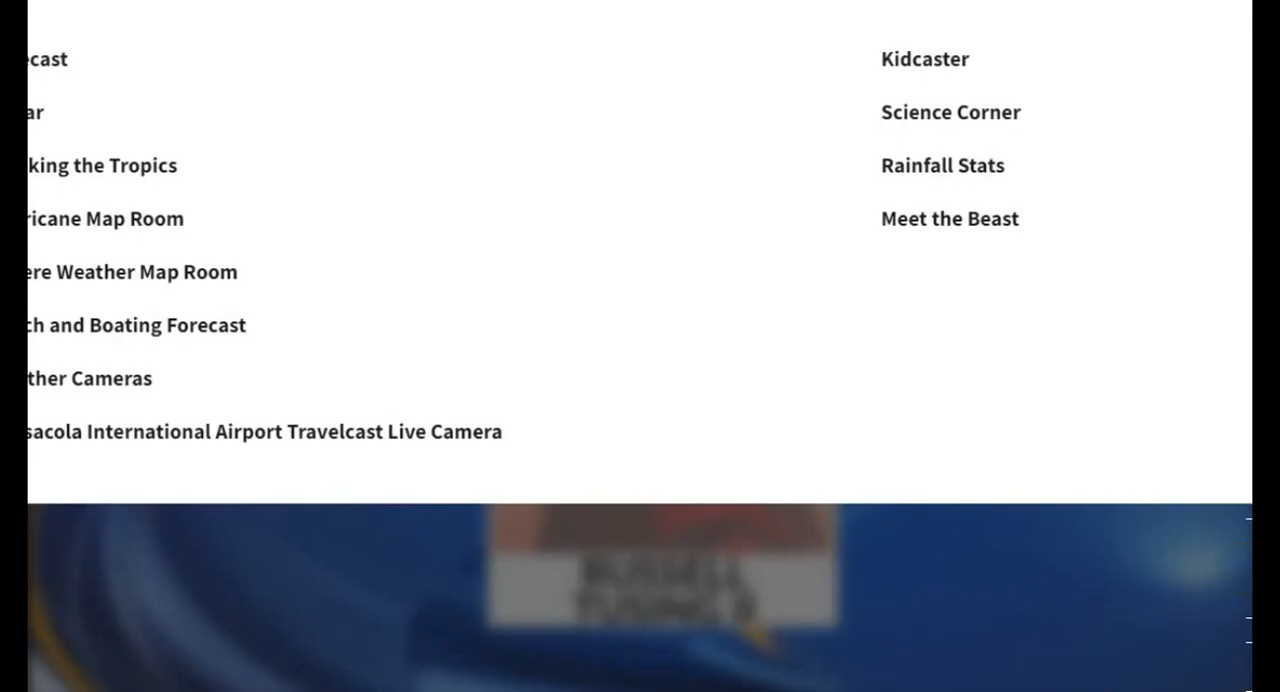 ecast
ar
king the Tropics
ricane Map Room
ere Weather Map Room
ch and Boating Forecast
ther Cameras
sacola International Airport Travelcast Live Camera
Kidcaster
Science Corner
Rainfall Stats
Meet the Beast
RUSSELL